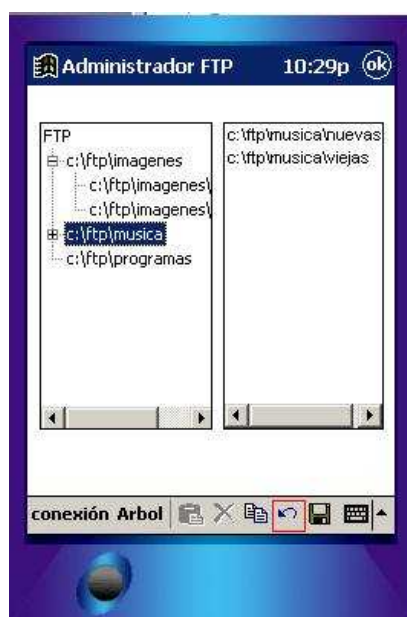 Administrador FTP 10:29p ok
FTP
c:\ftp\imagenes
c:\ftp\imagenes\
c:\ftp\imagenes\
c:\ftp\musica
c:\ftp\programas
c:\ftp\musica\nuevas
c:\ftp\musica\viejas
conexión Arbol